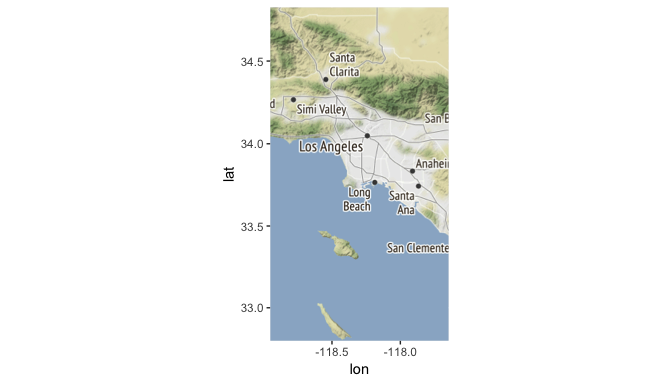 34.5
34.0
33.5
33.0
lat
Santa
Clarita
d
Simi Valley
San B
Los Angeles
Anahei
Long
Beach
Santa
Ana
San Clemente
-118.5
-118.0
lon